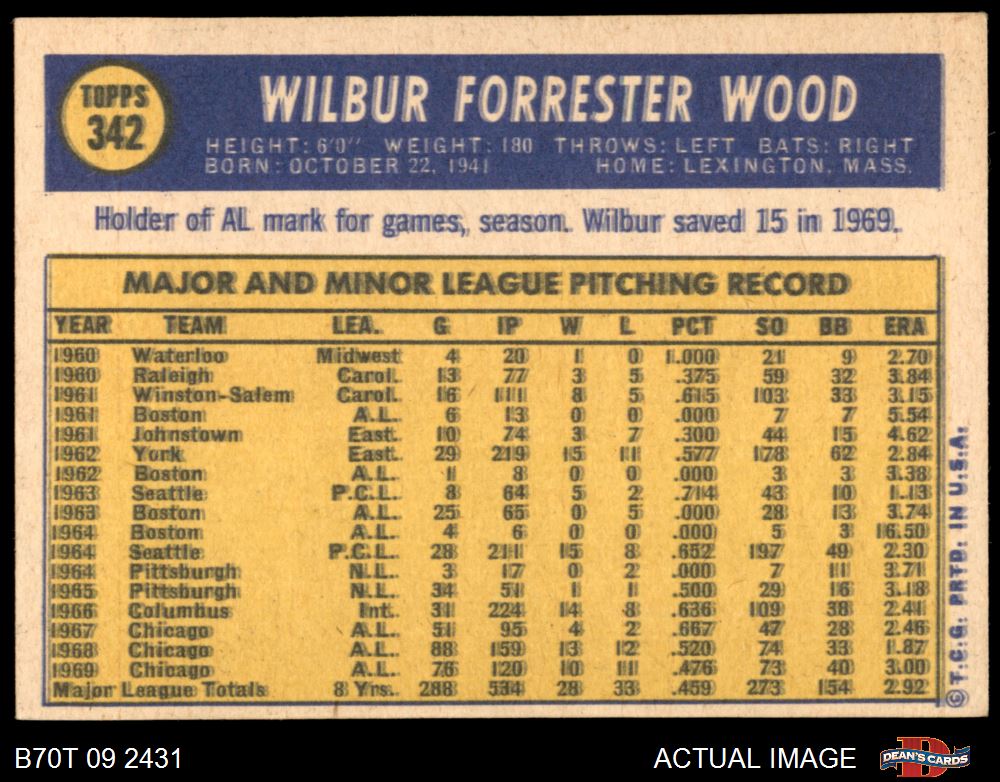 TOPPS
342
WILBUR FORRESTER WOOD
HEIGHT: 6'0" WEIGHT: 180 THROWS: LEFT BATS: RIGHT
BORN: OCTOBER 22, 1941 HOME: LEXINGTON, MASS.
Holder of AL mark for games, season. Wilbur saved 15 in 1969.
MAJOR AND MINOR LEAGUE PITCHING RECORD
YEAR TEAM LEA. G IP W L PCT SO BB ERA
1960 Waterloo Midwest 4 20 1 0 1.000 21 9 2.70
1960 Raleigh Carol. 13 77 3 5 .375 59 32 3.84
1961 Winston-Salem Carol. 16 111 8 5 .615 103 33 3.15
1961 Boston A.L. 6 13 0 0 .000 7 7 5.54
1961 Johnstown East. 10 74 3 7 .300 44 15 4.62
1962 York East. 29 219 15 11 .577 178 62 2.84
1962 Boston A.L. 1 8 0 0 .000 3 3 3.38
1963 Seattle P.C.L. 8 64 5 2 .714 43 10 1.13
1963 Boston A.L. 25 65 0 5 .000 28 13 3.74
1964 Boston A.L. 4 6 0 0 .000 5 3 16.50
1964 Seattle P.C.L. 28 211 15 8 .652 197 49 2.30
1964 Pittsburgh N.L. 3 17 0 2 .000 7 11 3.71
1965 Pittsburgh N.L. 34 51 1 1 .500 29 16 3.18
1966 Columbus Int. 31 224 14 8 .636 109 38 2.41
1967 Chicago A.L. 51 95 4 2 .667 47 28 2.46
1968 Chicago A.L. 88 159 13 12 .520 74 33 1.87
1969 Chicago A.L. 76 120 10 11 .476 73 40 3.00
Major League Totals 8 Yrs. 288 534 28 33 .459 273 154 2.92
© T.C.G. PRTD. IN U.S.A.
B70T 09 2431
ACTUAL IMAGE
DEAN'S CARDS